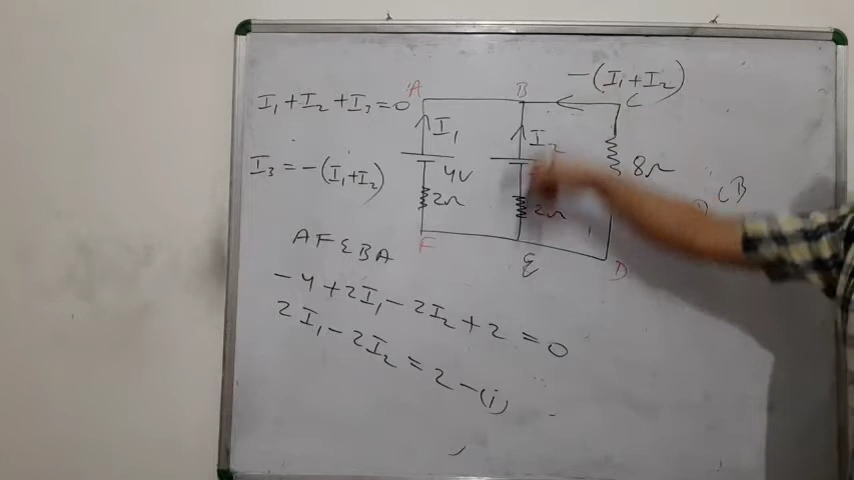 -(I₁+I₂)
A
B
C
I₁+I₂+I₃=0
I₁
I₂
I₃=-(I₁+I₂)
4V
8Ω
CB
2Ω
2Ω
F
E
D
AFEBA
-4+2I₁-2I₂+2=0
2I₁-2I₂=2-(i)